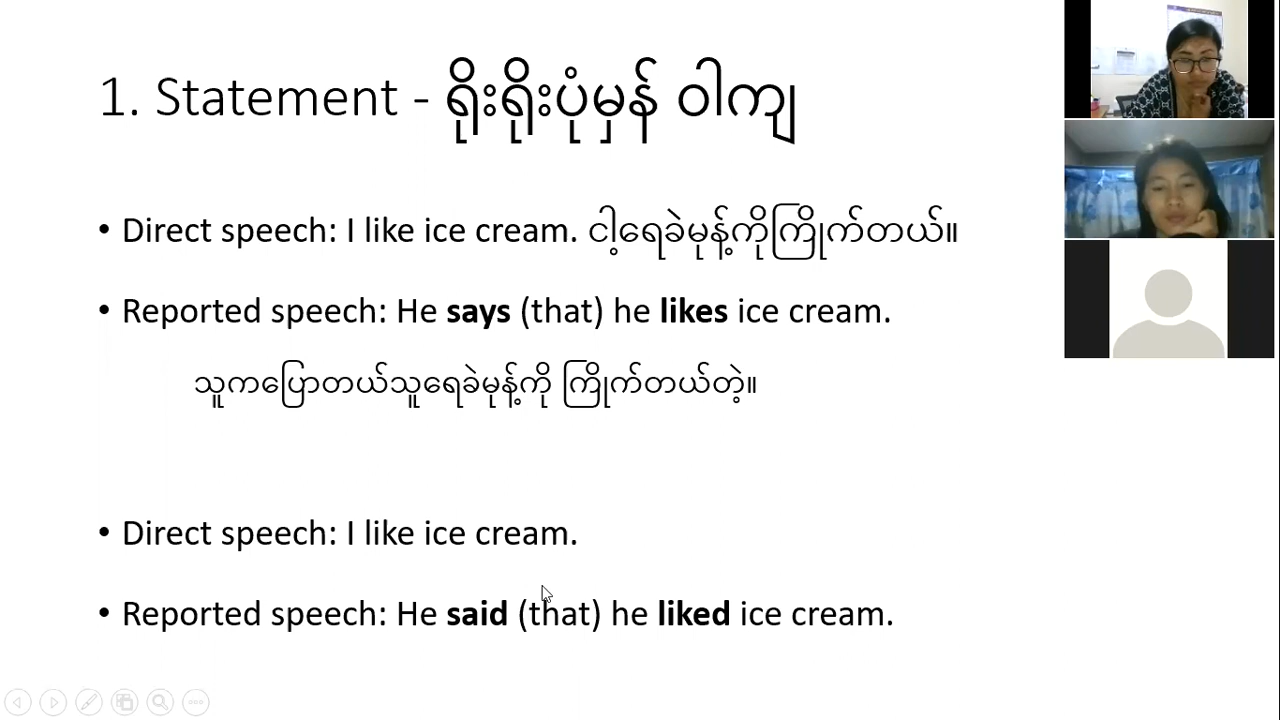 1. Statement - ရိုးရိုးပုံမှန် ဝါကျ
• Direct speech: I like ice cream. ငါ့ရေခဲမုန့်ကိုကြိုက်တယ်။
• Reported speech: He says (that) he likes ice cream.
သူကပြောတယ်သူရေခဲမုန့်ကို ကြိုက်တယ်တဲ့။
• Direct speech: I like ice cream.
• Reported speech: He said (that) he liked ice cream.